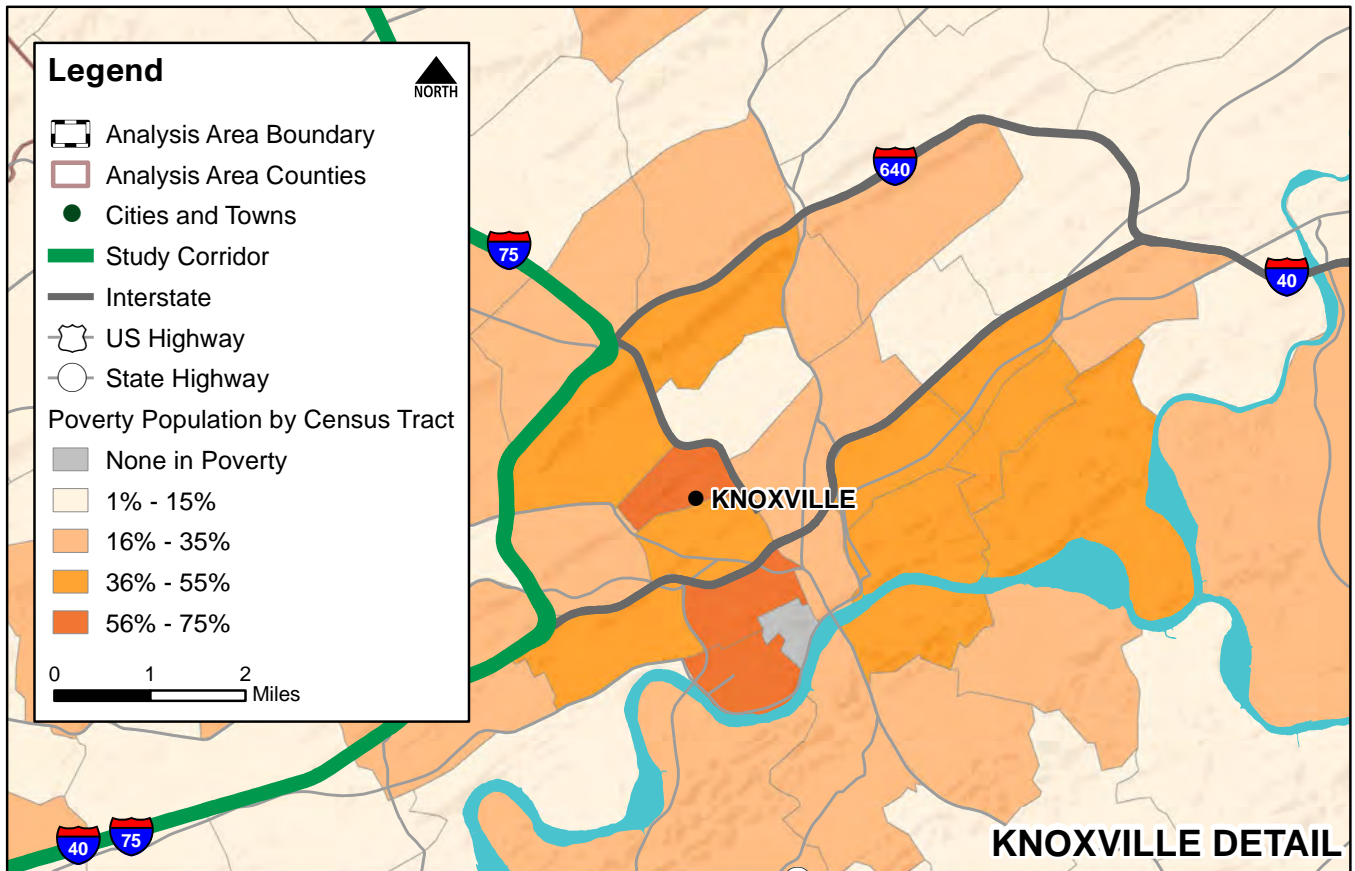 Legend
NORTH
Analysis Area Boundary
Analysis Area Counties
Cities and Towns
Study Corridor
Interstate
US Highway
State Highway
Poverty Population by Census Tract
None in Poverty
1% - 15%
16% - 35%
36% - 55%
56% - 75%
0 1 2
Miles
640
75
40
KNOXVILLE
40
75
KNOXVILLE DETAIL